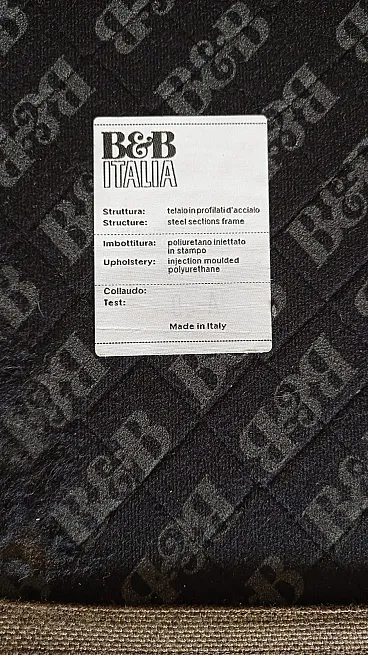 B&B
ITALIA
Struttura: telaio in profilati d'acciaio
Structure: steel sections frame
Imbottitura: poliuretano iniettato
in stampo
Upholstery: injection moulded
polyurethane
Collaudo:
Test:
Made in Italy
B&B
B&B
B&B
B&B
B&B
B&B